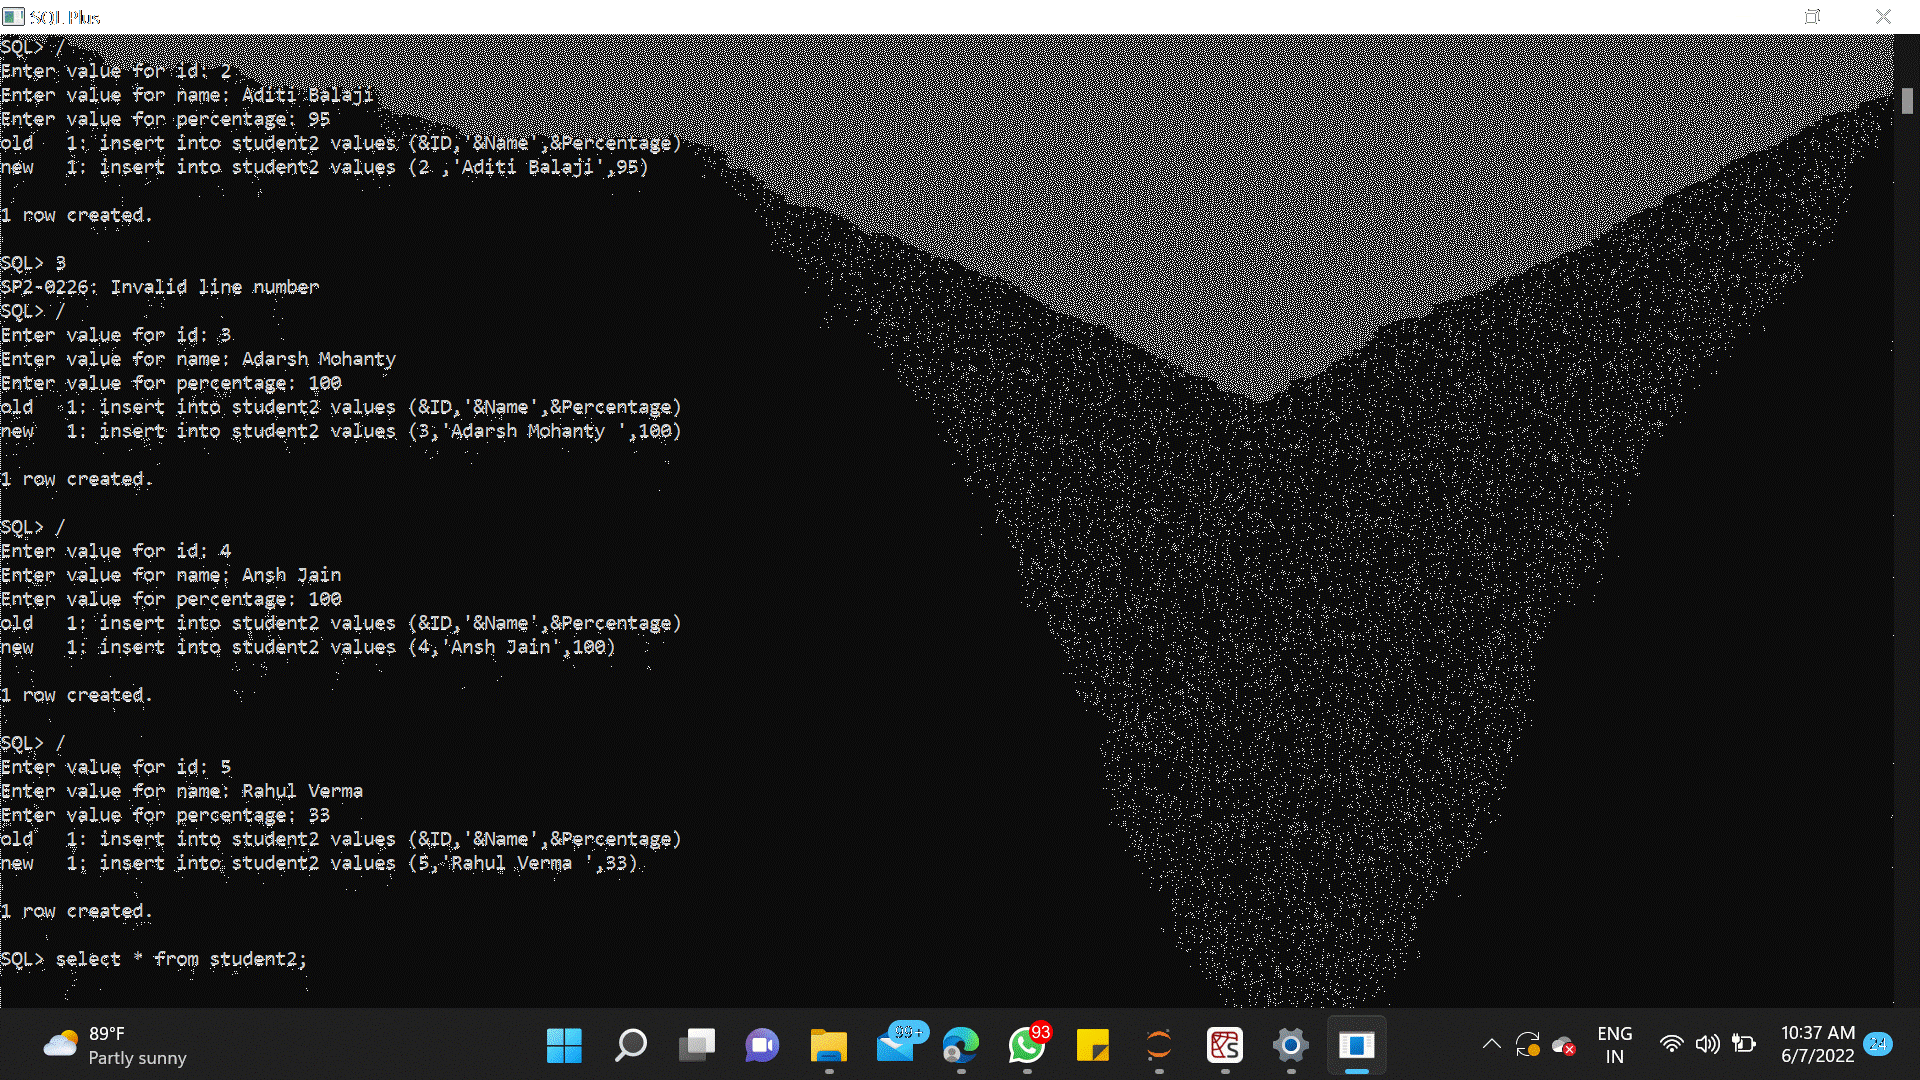 SQL Plus
SQL> /
Enter value for id: 2
Enter value for name: Aditi Balaji
Enter value for percentage: 95
old   1: insert into student2 values (&ID,'&Name',&Percentage)
new   1: insert into student2 values (2 ,'Aditi Balaji',95)
1 row created.
SQL> 3
SP2-0226: Invalid line number
SQL> /
Enter value for id: 3
Enter value for name: Adarsh Mohanty
Enter value for percentage: 100
old   1: insert into student2 values (&ID,'&Name',&Percentage)
new   1: insert into student2 values (3,'Adarsh Mohanty ',100)
1 row created.
SQL> /
Enter value for id: 4
Enter value for name: Ansh Jain
Enter value for percentage: 100
old   1: insert into student2 values (&ID,'&Name',&Percentage)
new   1: insert into student2 values (4,'Ansh Jain',100)
1 row created.
SQL> /
Enter value for id: 5
Enter value for name: Rahul Verma
Enter value for percentage: 33
old   1: insert into student2 values (&ID,'&Name',&Percentage)
new   1: insert into student2 values (5,'Rahul Verma ',33)
1 row created.
SQL> select * from student2;
89°F
Partly sunny
99+
93
ENG
IN
10:37 AM
6/7/2022
24